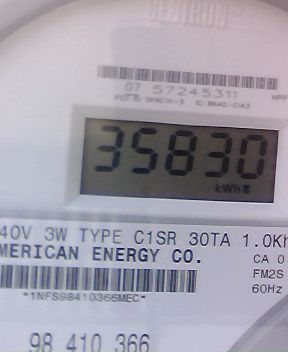 CENTRON
07 57245311
35830
kWh
40V 3W TYPE C1SR 30TA 1.0Kh
MERICAN ENERGY CO.
CA 0
FM2S
*1NFS98410366MEC*
60Hz
98 410 366